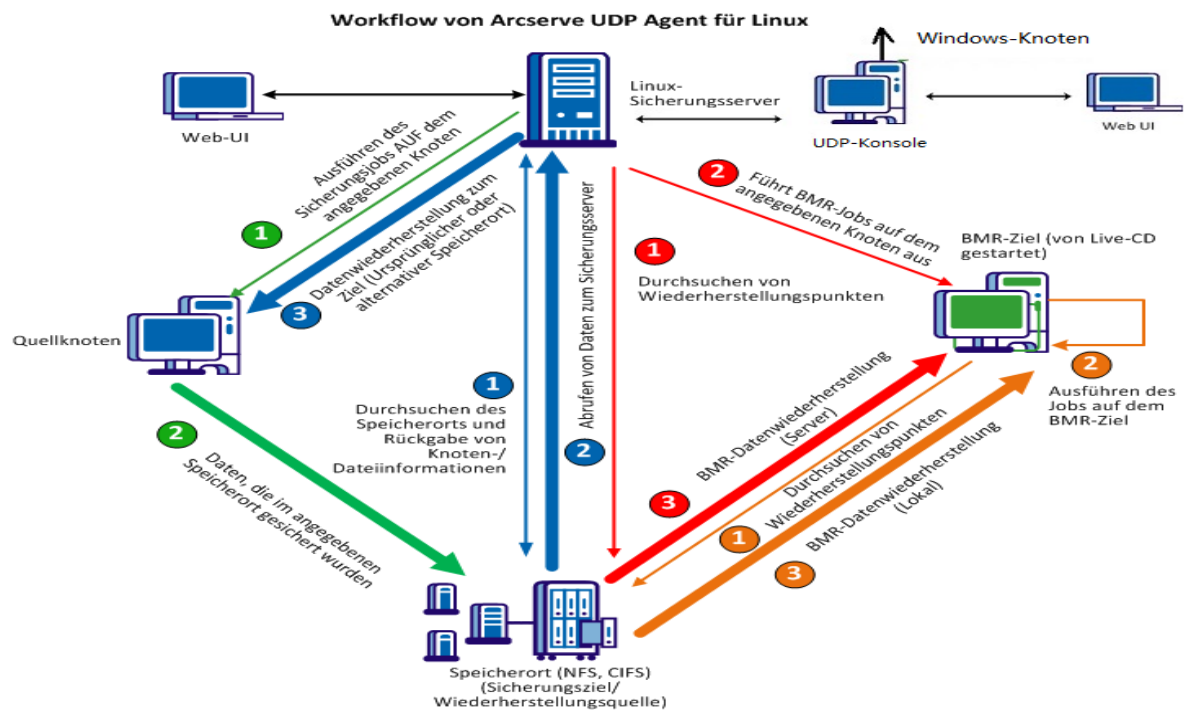 Workflow von Arcserve UDP Agent für Linux
Windows-Knoten
Linux-
Sicherungsserver
Web-UI
UDP-Konsole
Web UI
Ausführen des
Sicherungsjobs AUF dem
angegebenen Knoten
1
Datenwiederherstellung zum
Ziel (Ursprünglicher oder
alternativer Speicherort)
3
Abrufen von Daten zum Sicherungsserver
2
2
Führt BMR-Jobs auf dem
angegebenen Knoten aus
1
Durchsuchen von
Wiederherstellungspunkten
BMR-Ziel (von Live-CD
gestartet)
Quellknoten
1
Durchsuchen des
Speicherorts und
Rückgabe von
Knoten-/
Dateiinformationen
2
Ausführen des
Jobs auf dem
BMR-Ziel
2
Daten, die im angegebenen
Speicherort gesichert wurden
BMR-Datenwiederherstellung
(Server)
3
Durchsuchen von
Wiederherstellungspunkten
1
BMR-Datenwiederherstellung
(Lokal)
3
Speicherort (NFS, CIFS)
(Sicherungsziel/
Wiederherstellungsquelle)